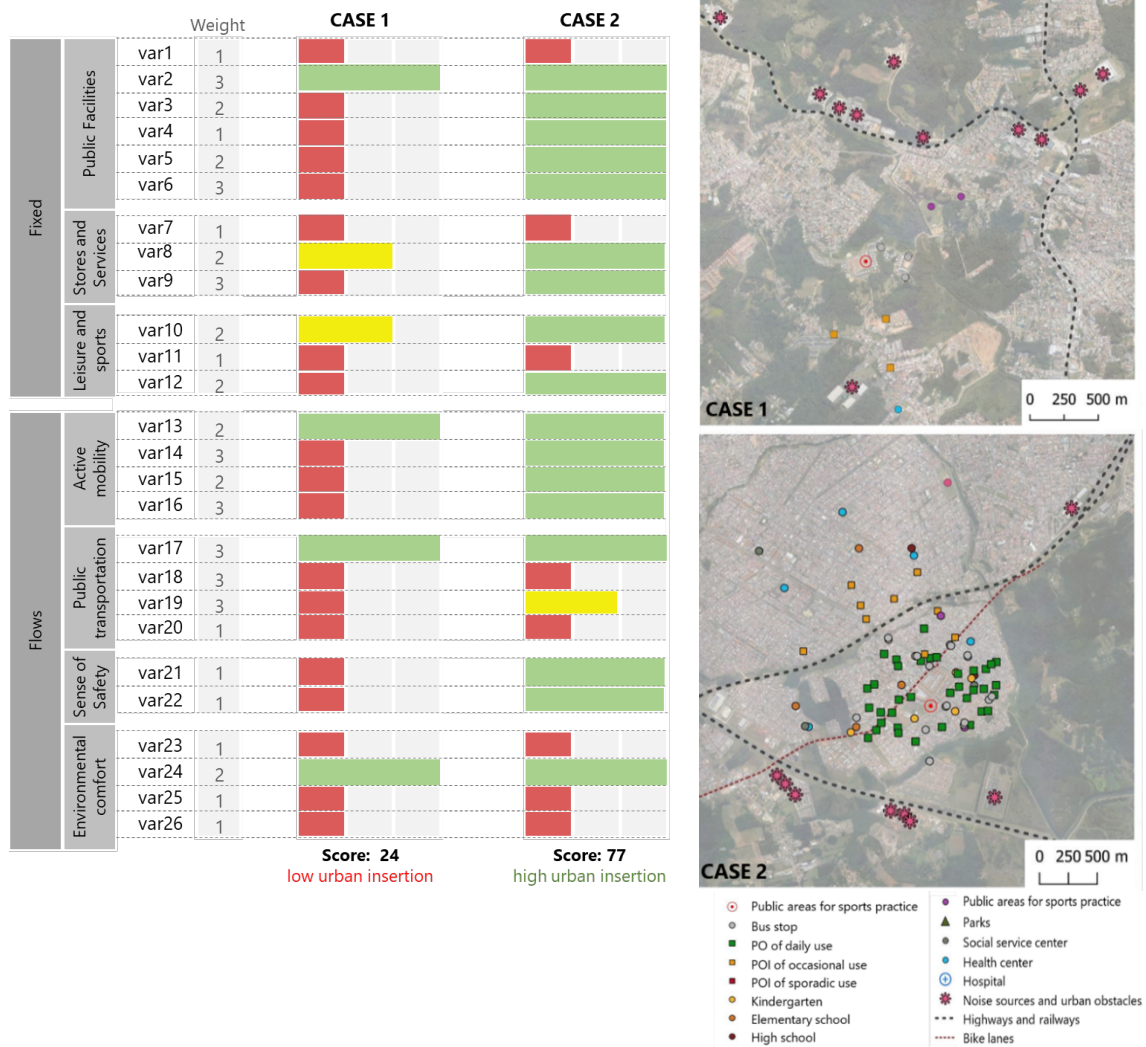 Weight
CASE 1
CASE 2
Fixed
Public Facilities
var1 1
var2 3
var3 2
var4 1
var5 2
var6 3
Stores and
Services
var7 1
var8 2
var9 3
Leisure and
sports
var10 2
var11 1
var12 2
Flows
Active
mobility
var13 2
var14 3
var15 2
var16 3
Public
transportation
var17 3
var18 3
var19 3
var20 1
Sense of
Safety
var21 1
var22 1
Environmental
comfort
var23 1
var24 2
var25 1
var26 1
Score: 24
low urban insertion
Score: 77
high urban insertion
CASE 1
0 250 500 m
CASE 2
0 250 500 m
Public areas for sports practice
Bus stop
PO of daily use
POI of occasional use
POI of sporadic use
Kindergarten
Elementary school
High school
Public areas for sports practice
Parks
Social service center
Health center
Hospital
Noise sources and urban obstacles
Highways and railways
Bike lanes